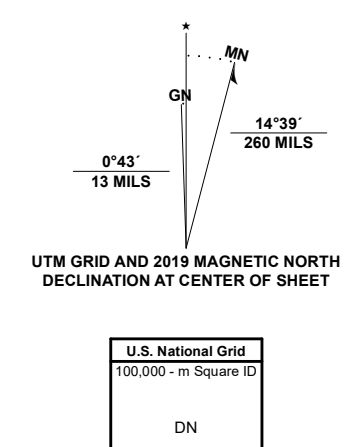 ★
MN
GN
14°39´
260 MILS
0°43´
13 MILS
UTM GRID AND 2019 MAGNETIC NORTH
DECLINATION AT CENTER OF SHEET
U.S. National Grid
100,000 - m Square ID
DN